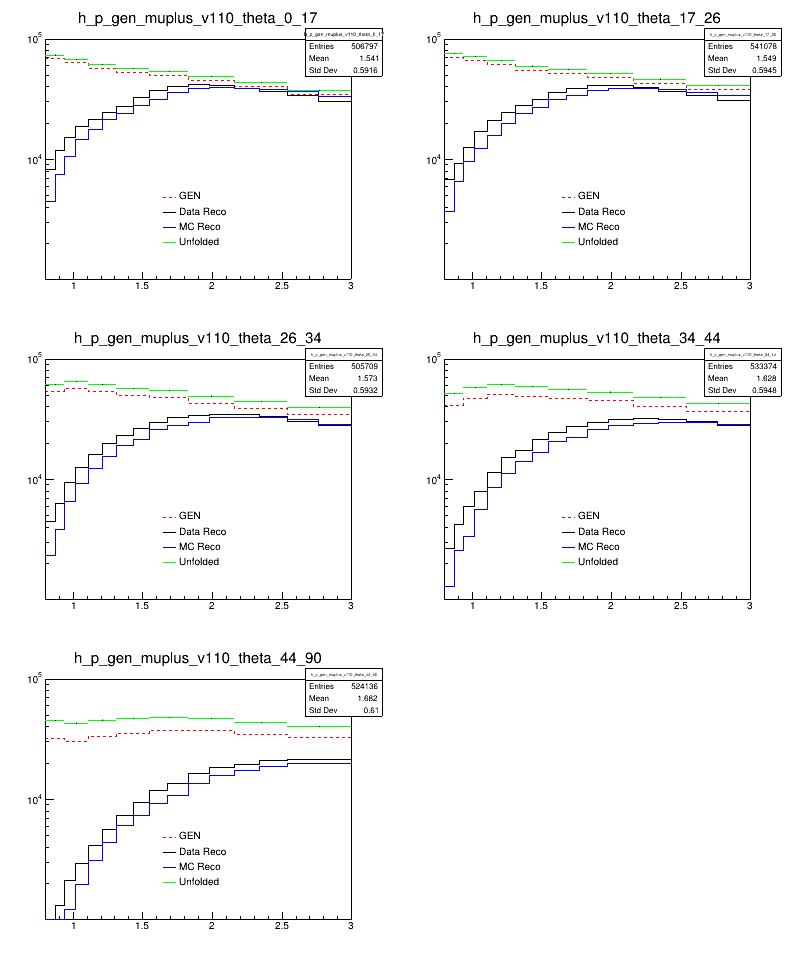 h_p_gen_muplus_v110_theta_0_17
h_p_gen_muplus_v110_theta_0_17
Entries 506797
Mean 1.541
Std Dev 0.5916
10^5
10^4
GEN
Data Reco
MC Reco
Unfolded
1 1.5 2 2.5 3
h_p_gen_muplus_v110_theta_17_26
h_p_gen_muplus_v110_theta_17_26
Entries 541078
Mean 1.549
Std Dev 0.5945
10^5
10^4
GEN
Data Reco
MC Reco
Unfolded
1 1.5 2 2.5 3
h_p_gen_muplus_v110_theta_26_34
h_p_gen_muplus_v110_theta_26_34
Entries 505709
Mean 1.573
Std Dev 0.5932
10^5
10^4
GEN
Data Reco
MC Reco
Unfolded
1 1.5 2 2.5 3
h_p_gen_muplus_v110_theta_34_44
h_p_gen_muplus_v110_theta_34_44
Entries 533374
Mean 1.628
Std Dev 0.5948
10^5
10^4
GEN
Data Reco
MC Reco
Unfolded
1 1.5 2 2.5 3
h_p_gen_muplus_v110_theta_44_90
h_p_gen_muplus_v110_theta_44_90
Entries 524136
Mean 1.682
Std Dev 0.61
10^5
10^4
GEN
Data Reco
MC Reco
Unfolded
1 1.5 2 2.5 3